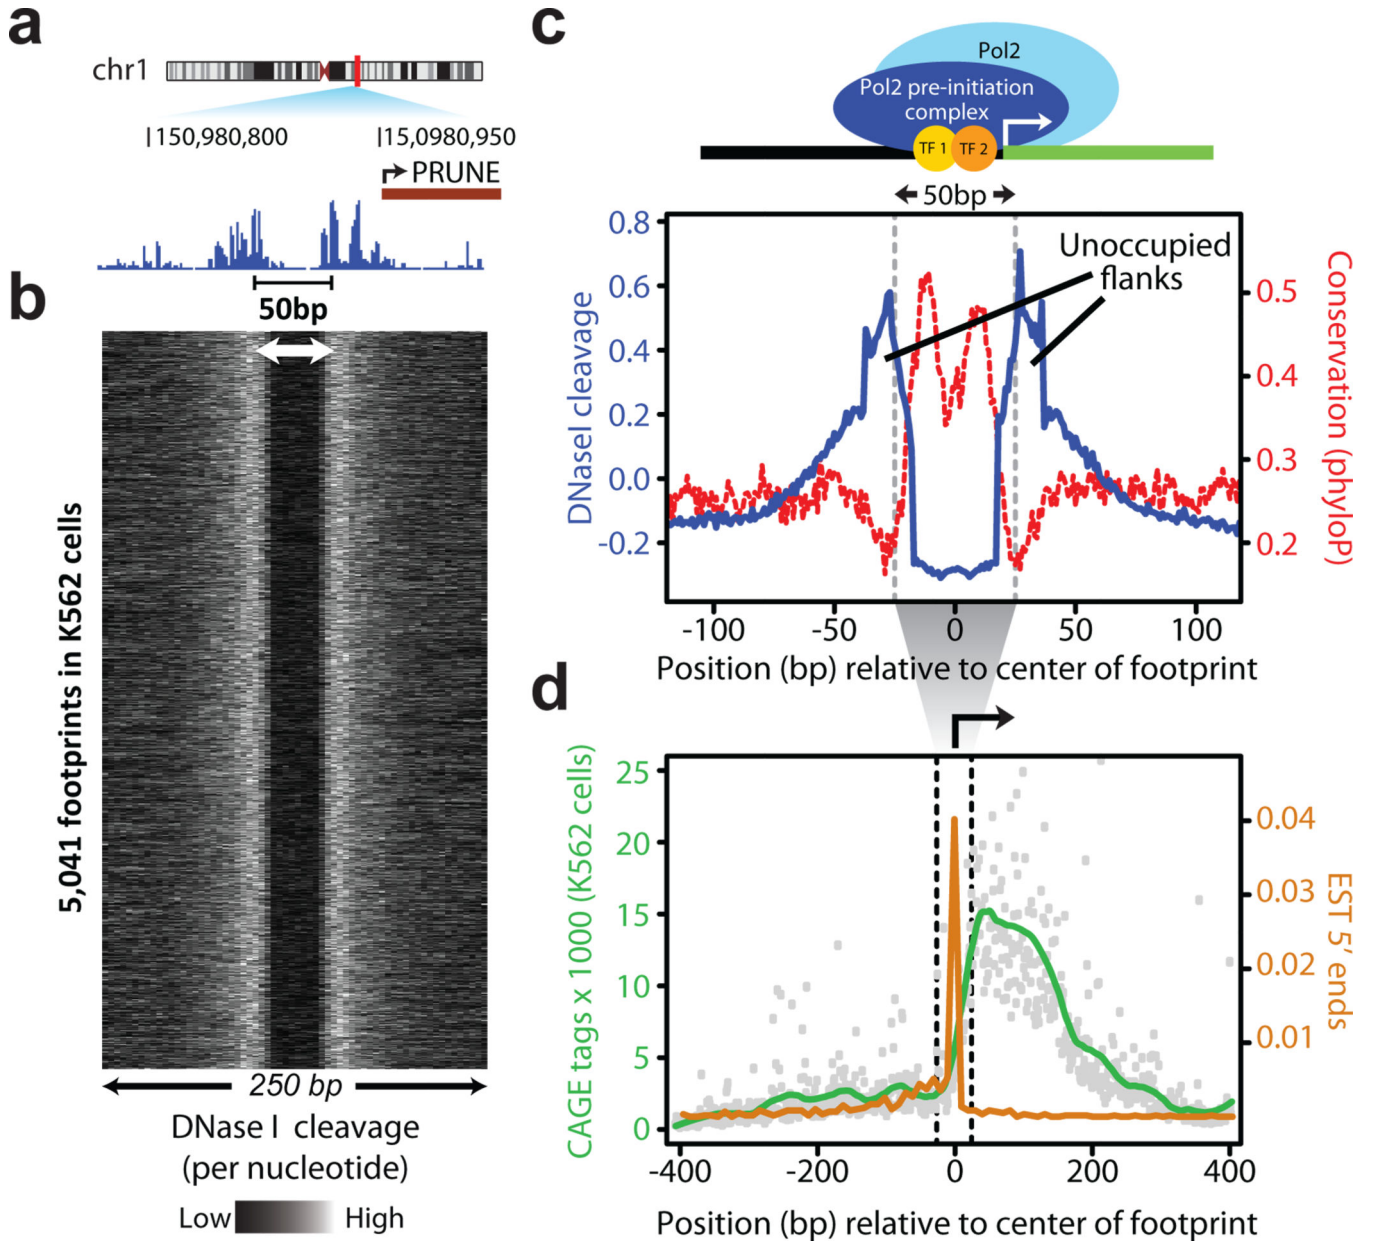 a
chr1
|150,980,800
|15,0980,950
PRUNE
50bp
b
5,041 footprints in K562 cells
250 bp
DNase I cleavage
(per nucleotide)
Low
High
c
Pol2
Pol2 pre-initiation
complex
TF 1
TF 2
50bp
Unoccupied
flanks
DNaseI cleavage
0.8
0.6
0.4
0.2
0.0
-0.2
Conservation (phyloP)
0.5
0.4
0.3
0.2
-100
-50
0
50
100
Position (bp) relative to center of footprint
d
CAGE tags x 1000 (K562 cells)
25
20
15
10
5
0
EST 5′ ends
0.04
0.03
0.02
0.01
-400
-200
0
200
400
Position (bp) relative to center of footprint